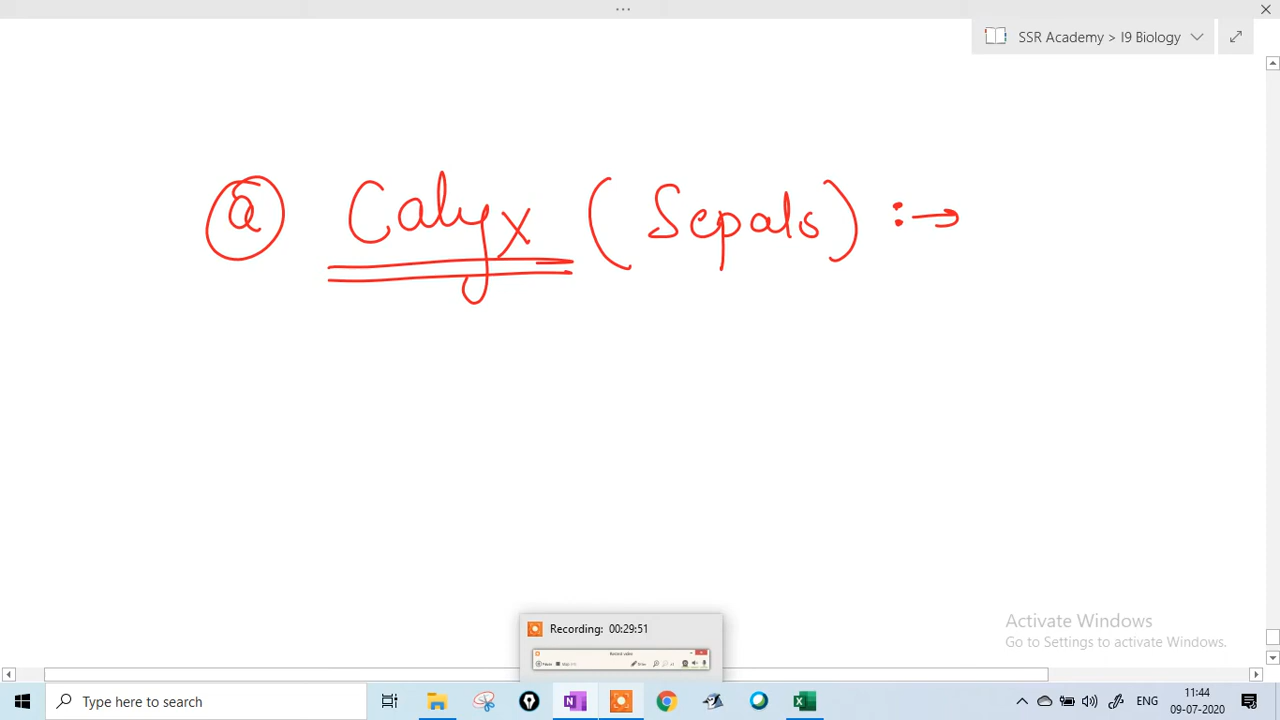 SSR Academy > I9 Biology
ⓐ Calyx (Sepals) :→
Recording: 00:29:51
Activate Windows
Go to Settings to activate Windows.
Type here to search
ENG
11:44
09-07-2020